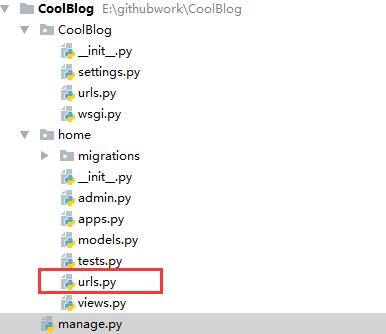 CoolBlog E:\githubwork\CoolBlog
CoolBlog
__init__.py
settings.py
urls.py
wsgi.py
home
migrations
__init__.py
admin.py
apps.py
models.py
tests.py
urls.py
views.py
manage.py